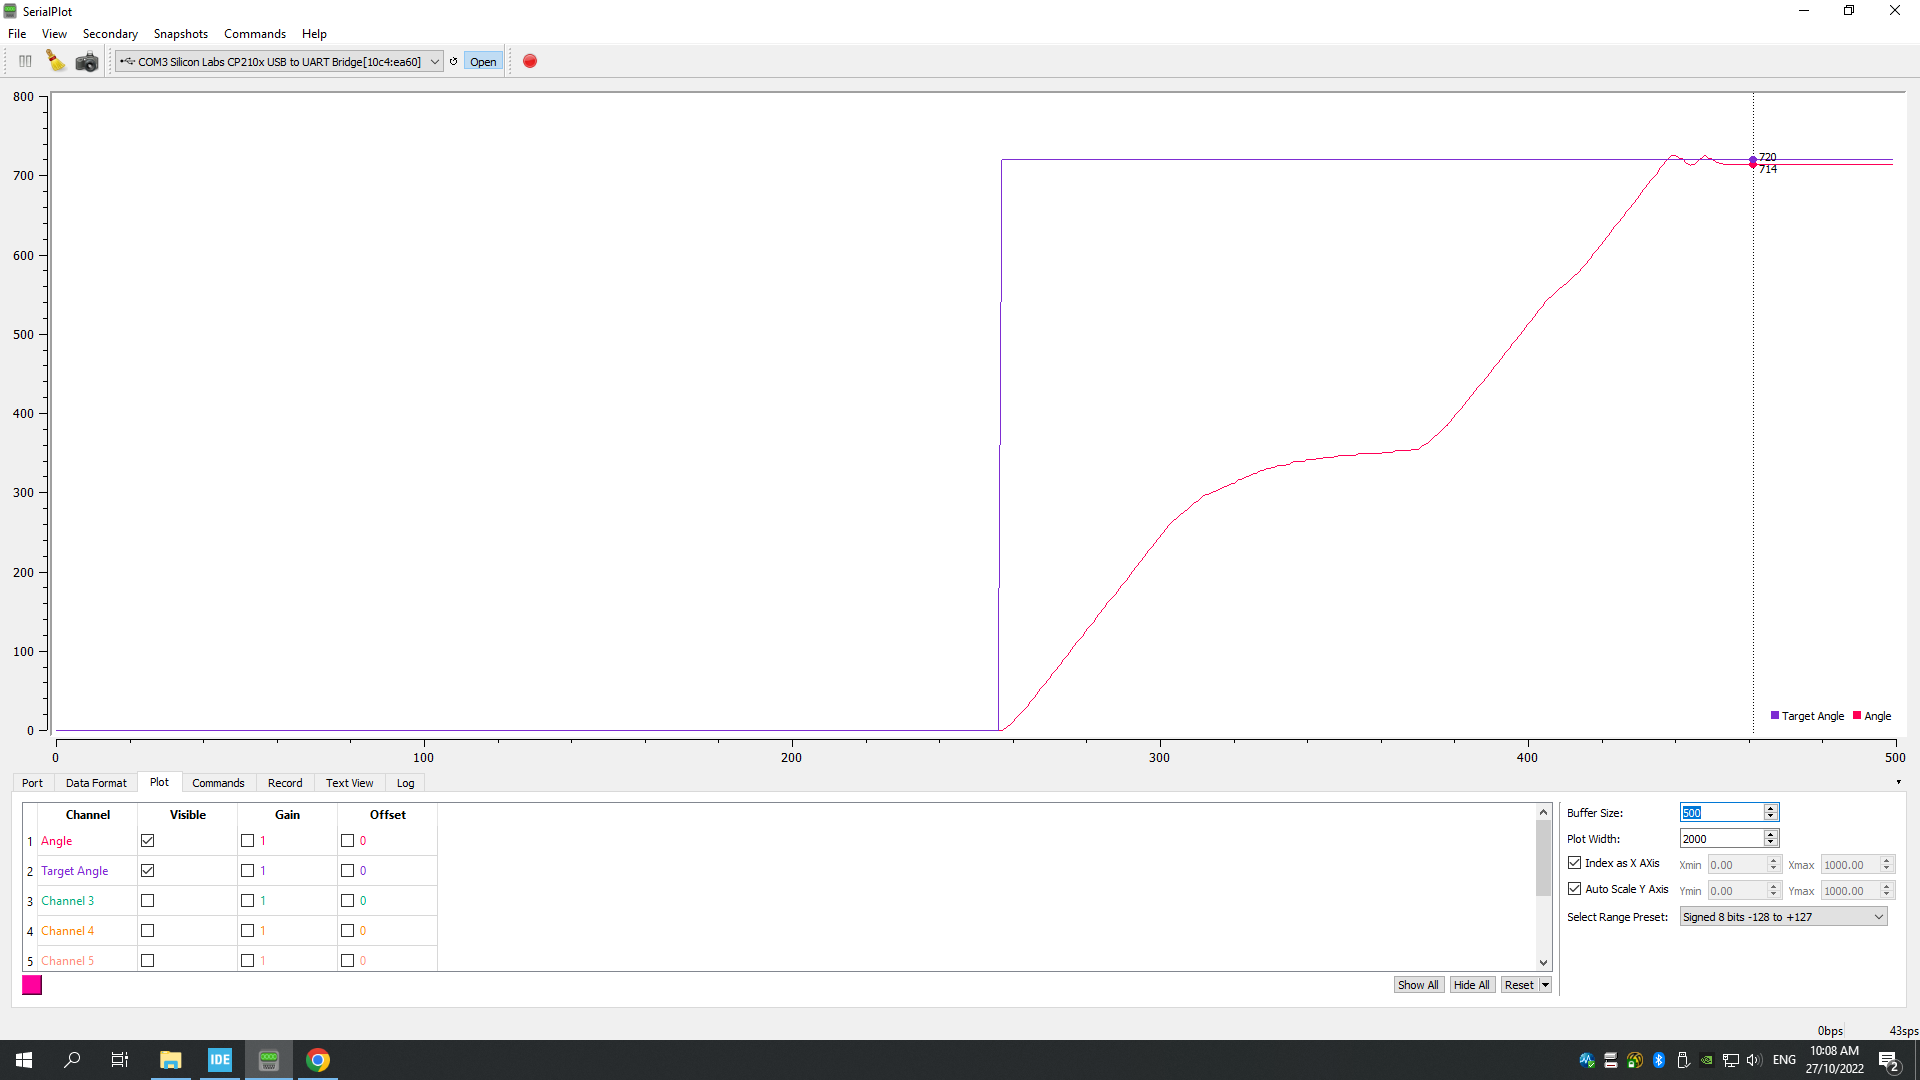 SerialPlot
File View Secondary Snapshots Commands Help
COM3 Silicon Labs CP210x USB to UART Bridge[10c4:ea60] Open
800
700
600
500
400
300
200
100
0
720
714
Target Angle Angle
0 100 200 300 400 500
Port Data Format Plot Commands Record Text View Log
Channel Visible Gain Offset
1 Angle 1 0
2 Target Angle 1 0
3 Channel 3 1 0
4 Channel 4 1 0
5 Channel 5 1 0
Show All Hide All Reset
Buffer Size: 500
Plot Width: 2000
Index as X AXis Xmin 0.00 Xmax 1000.00
Auto Scale Y Axis Ymin 0.00 Ymax 1000.00
Select Range Preset: Signed 8 bits -128 to +127
0bps 43sps
IDE
ENG
10:08 AM
27/10/2022
2